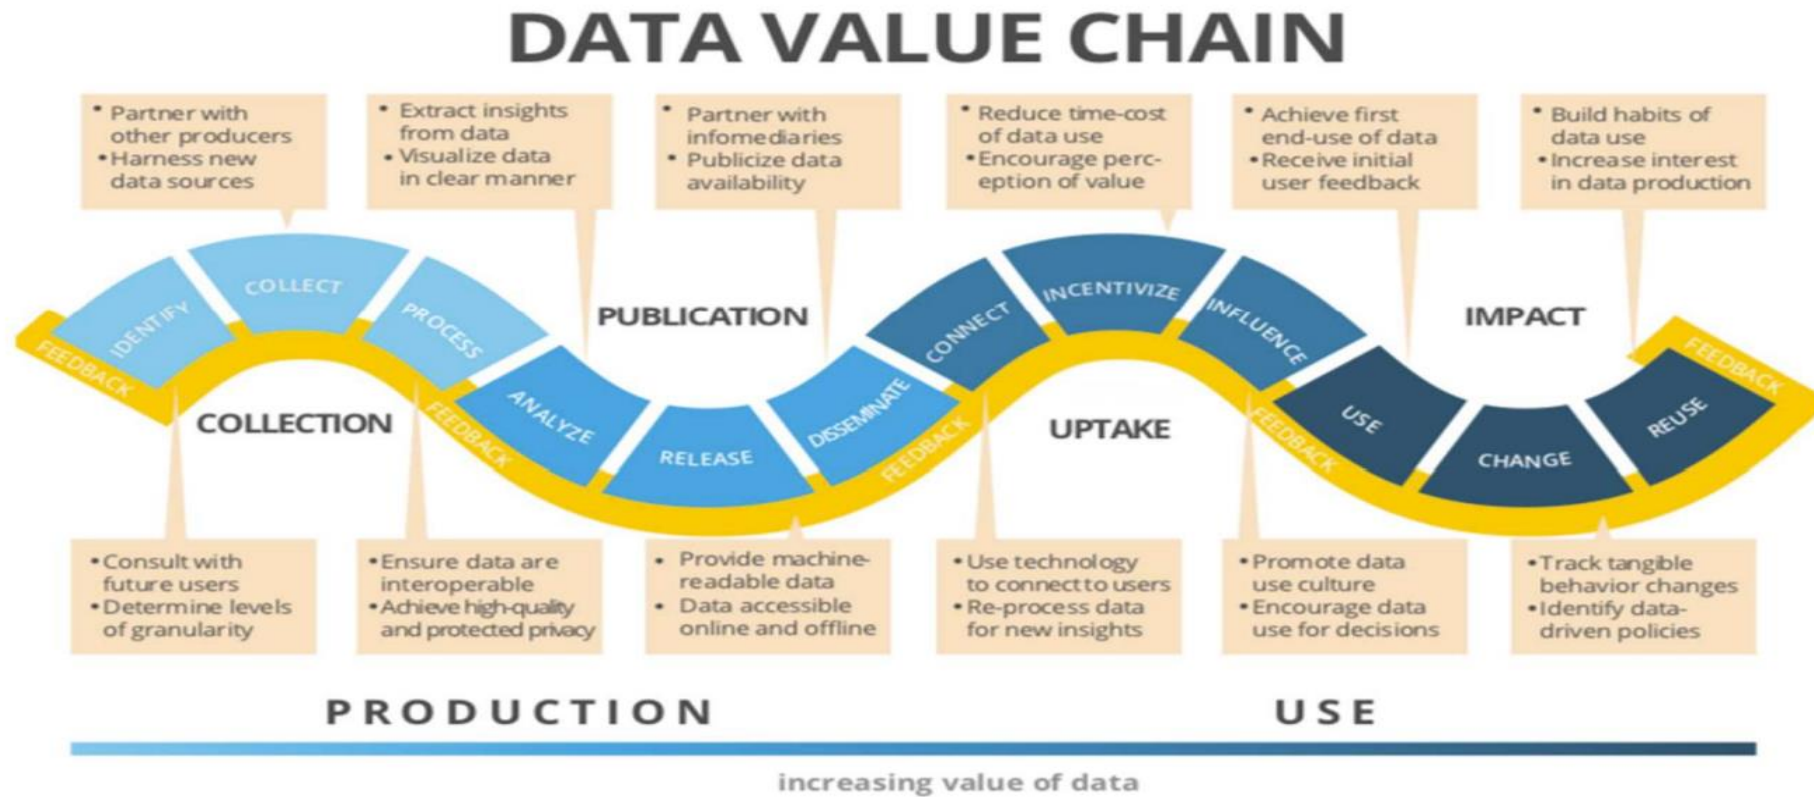 DATA VALUE CHAIN
• Partner with
other producers
• Harness new
data sources
• Extract insights
from data
• Visualize data
in clear manner
• Partner with
infomediaries
• Publicize data
availability
• Reduce time-cost
of data use
• Encourage perc-
eption of value
• Achieve first
end-use of data
• Receive initial
user feedback
• Build habits of
data use
• Increase interest
in data production
FEEDBACK
IDENTIFY
COLLECT
PROCESS
COLLECTION
FEEDBACK
PUBLICATION
ANALYZE
RELEASE
DISSEMINATE
FEEDBACK
CONNECT
INCENTIVIZE
INFLUENCE
UPTAKE
FEEDBACK
IMPACT
USE
CHANGE
REUSE
FEEDBACK
• Consult with
future users
• Determine levels
of granularity
• Ensure data are
interoperable
• Achieve high-quality
and protected privacy
• Provide machine-
readable data
• Data accessible
online and offline
• Use technology
to connect to users
• Re-process data
for new insights
• Promote data
use culture
• Encourage data
use for decisions
• Track tangible
behavior changes
• Identify data-
driven policies
PRODUCTION
USE
increasing value of data